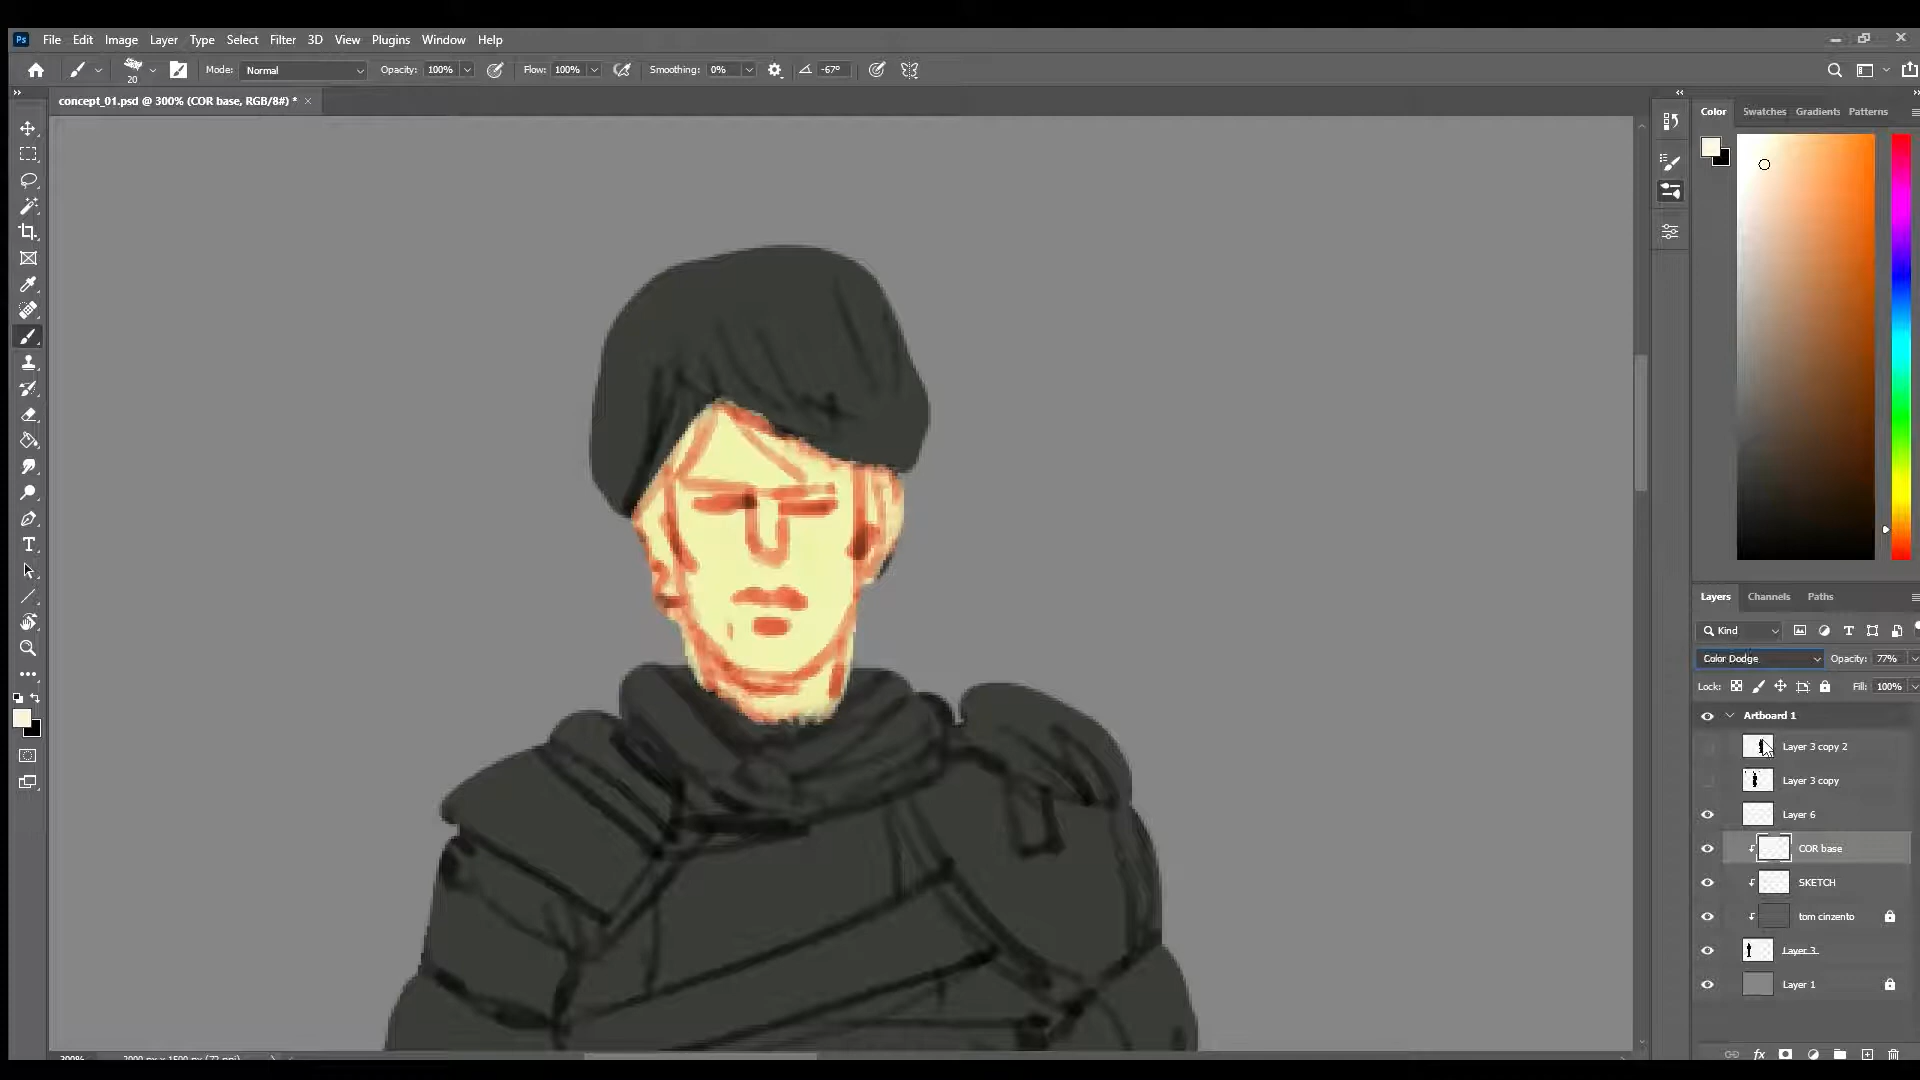 Ps File Edit Image Layer Type Select Filter 3D View Plugins Window Help
20 Mode: Normal Opacity: 100% Flow: 100% Smoothing: 0% -67°
concept_01.psd @ 300% (COR base, RGB/8#) *
Color Swatches Gradients Patterns
Layers Channels Paths
Kind
Color Dodge Opacity: 77%
Lock: Fill: 100%
Artboard 1
Layer 3 copy 2
Layer 3 copy
Layer 6
COR base
SKETCH
tom cinzento
Layer 3
Layer 1
300% 2000 px x 1500 px (72 ppi)
fx